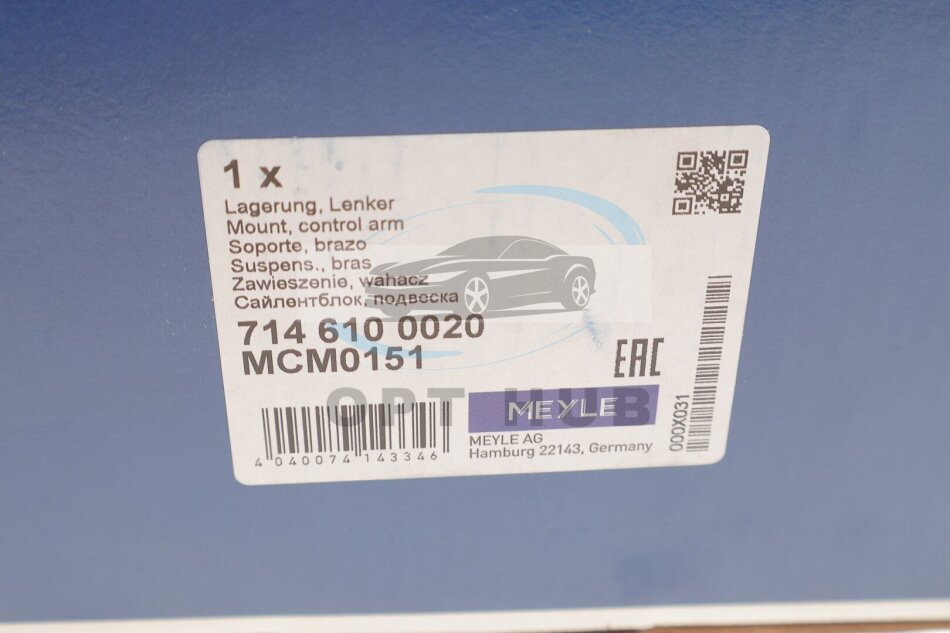 1 x
Lagerung, Lenker
Mount, control arm
Soporte, brazo
Suspens., bras
Zawieszenie, wahacz
Сайлентблок, подвеска
714 610 0020
MCM0151
EAC
OPT HUB
MEYLE
MEYLE AG
Hamburg 22143, Germany
4 040074 143346
000X031